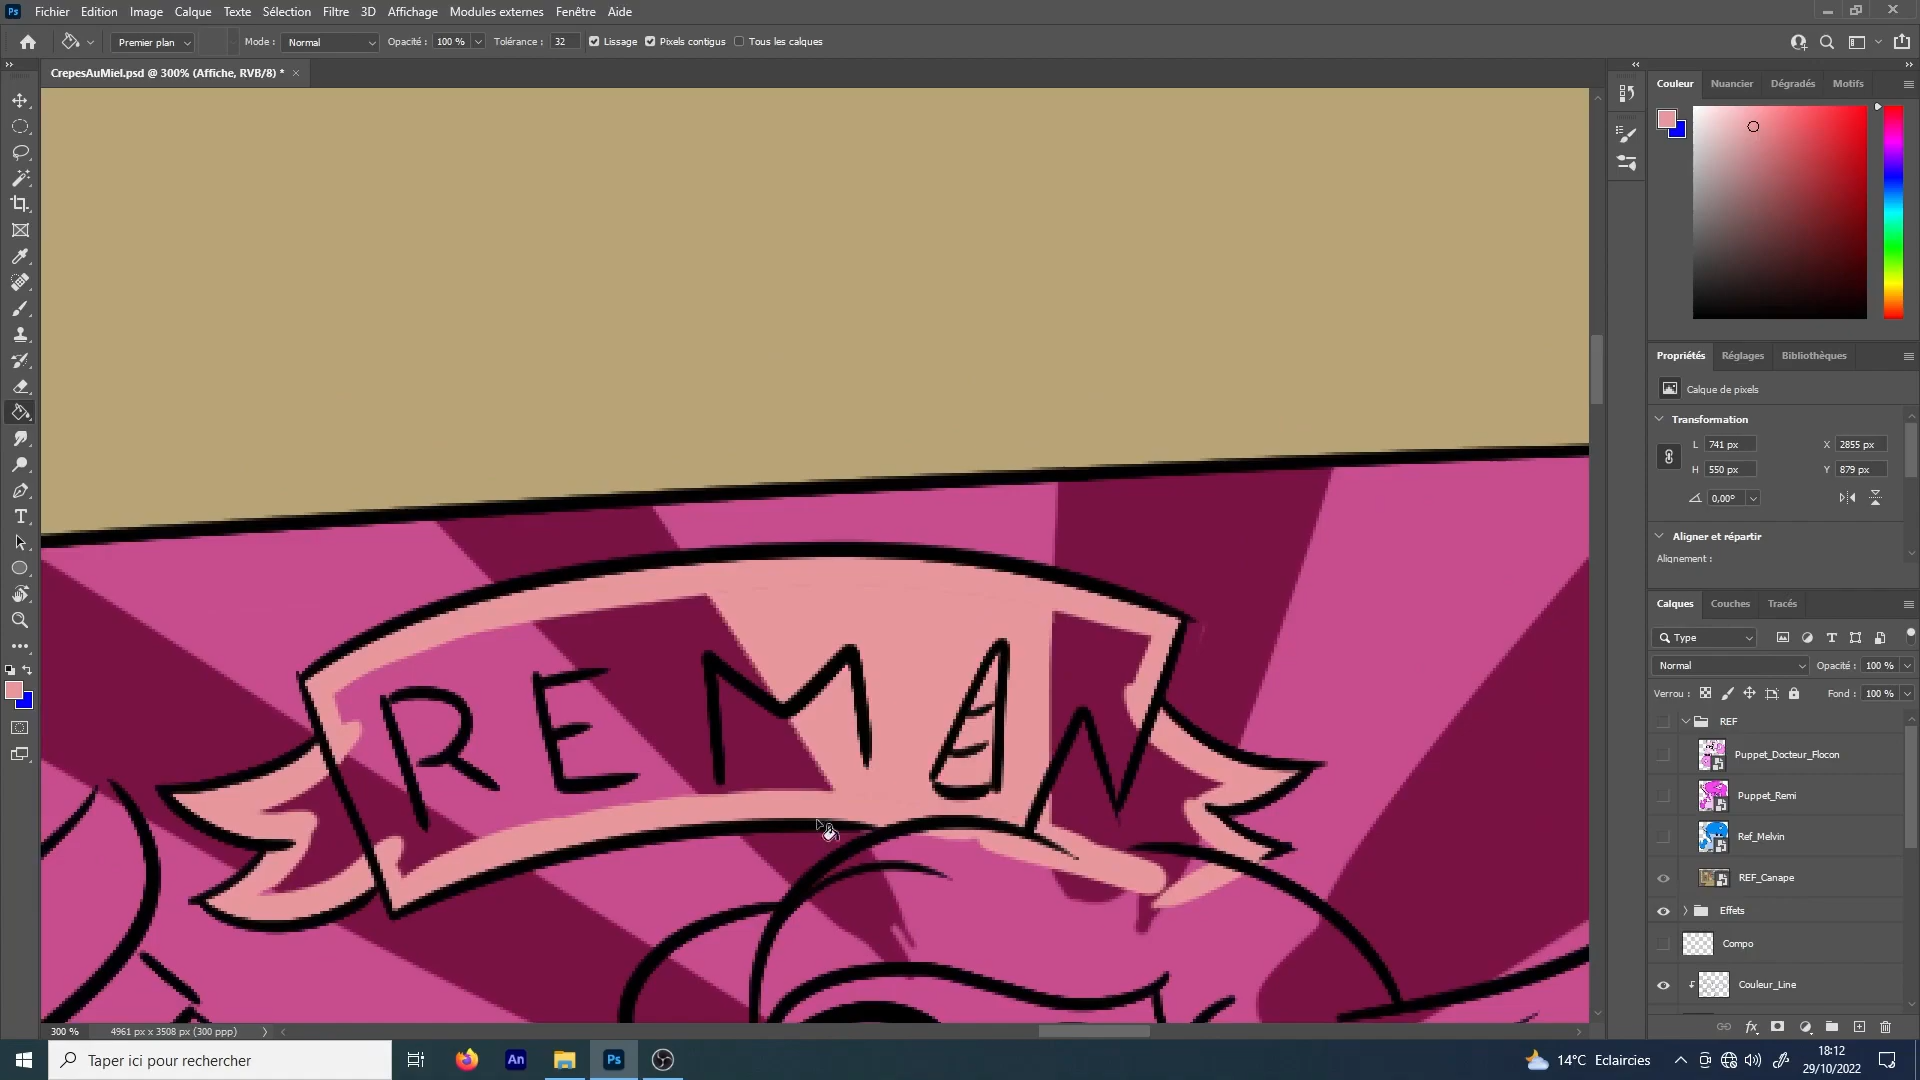 Fichier Edition Image Calque Texte Sélection Filtre 3D Affichage Modules externes Fenêtre Aide
Premier plan Mode : Normal Opacité : 100 % Tolérance : 32 Lissage Pixels contigus Tous les calques
CrepesAuMiel.psd @ 300% (Affiche, RVB/8) *
Couleur Nuancier Dégradés Motifs
Propriétés Réglages Bibliothèques
Calque de pixels
Transformation
L 741 px X 2855 px
H 550 px Y 879 px
0,00°
Aligner et répartir
Alignement :
Calques Couches Tracés
Type
Normal Opacité : 100 %
Verrou : Fond : 100 %
REF
Puppet_Docteur_Flocon
Puppet_Remi
Ref_Melvin
REF_Canape
Effets
Compo
Couleur_Line
REMAN
300 % 4961 px x 3508 px (300 ppp)
Taper ici pour rechercher
An
Ps
14°C Eclaircies
18:12
29/10/2022